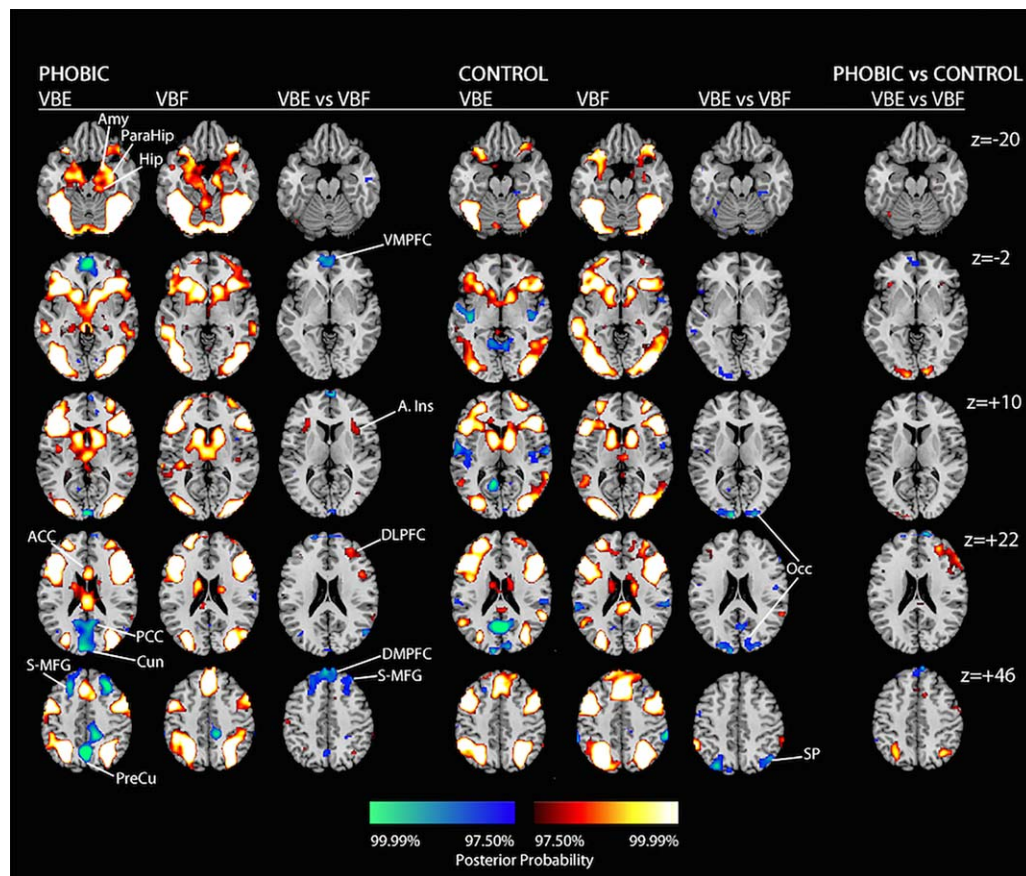 PHOBIC CONTROL PHOBIC vs CONTROL
VBE VBF VBE vs VBF VBE VBF VBE vs VBF VBE vs VBF
Amy
ParaHip
Hip
z=-20
VMPFC
z=-2
A. Ins
z=+10
ACC
DLPFC
z=+22
Occ
PCC
Cun
S-MFG
DMPFC
S-MFG
z=+46
SP
PreCu
99.99% 97.50% 97.50% 99.99%
Posterior Probability